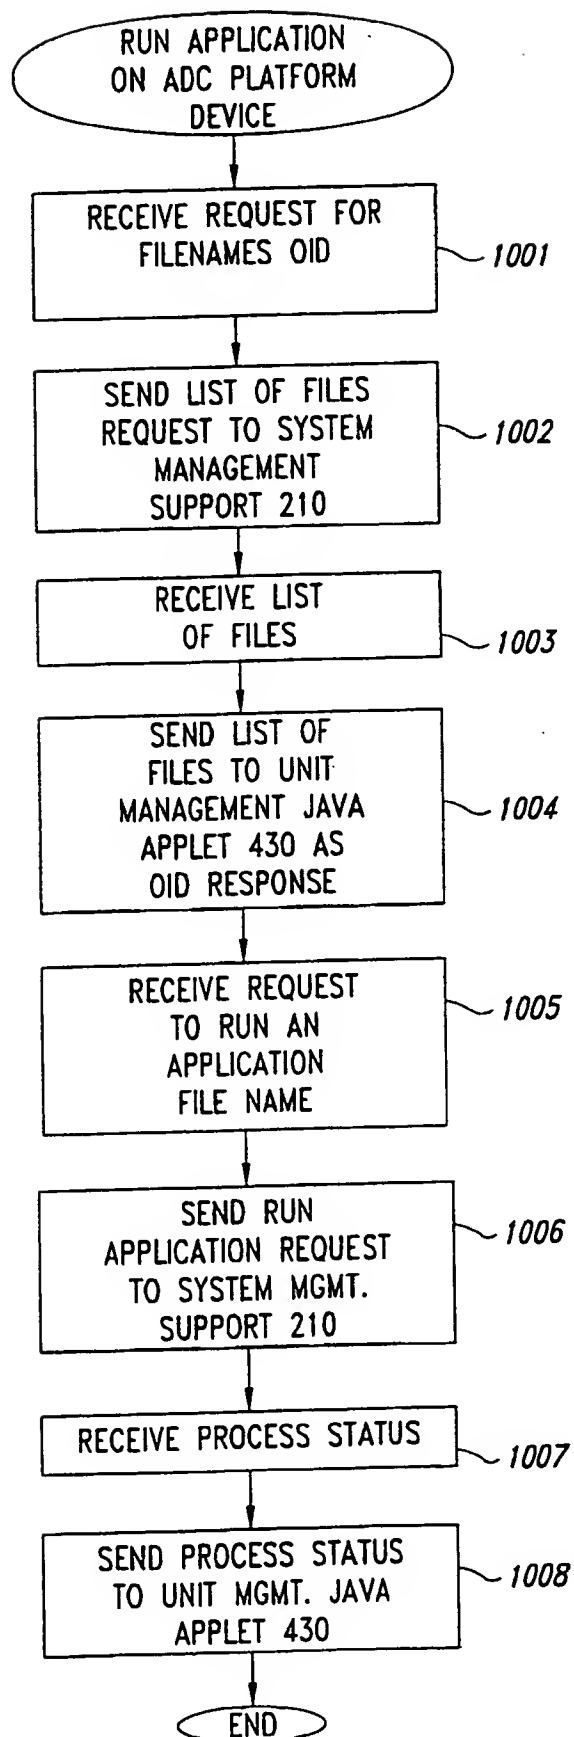 RUN APPLICATION
ON ADC PLATFORM
DEVICE
RECEIVE REQUEST FOR
FILENAMES OID
1001
SEND LIST OF FILES
REQUEST TO SYSTEM
MANAGEMENT
SUPPORT 210
1002
RECEIVE LIST
OF FILES
1003
SEND LIST OF
FILES TO UNIT
MANAGEMENT JAVA
APPLET 430 AS
OID RESPONSE
1004
RECEIVE REQUEST
TO RUN AN
APPLICATION
FILE NAME
1005
SEND RUN
APPLICATION REQUEST
TO SYSTEM MGMT.
SUPPORT 210
1006
RECEIVE PROCESS STATUS
1007
SEND PROCESS STATUS
TO UNIT MGMT. JAVA
APPLET 430
1008
END